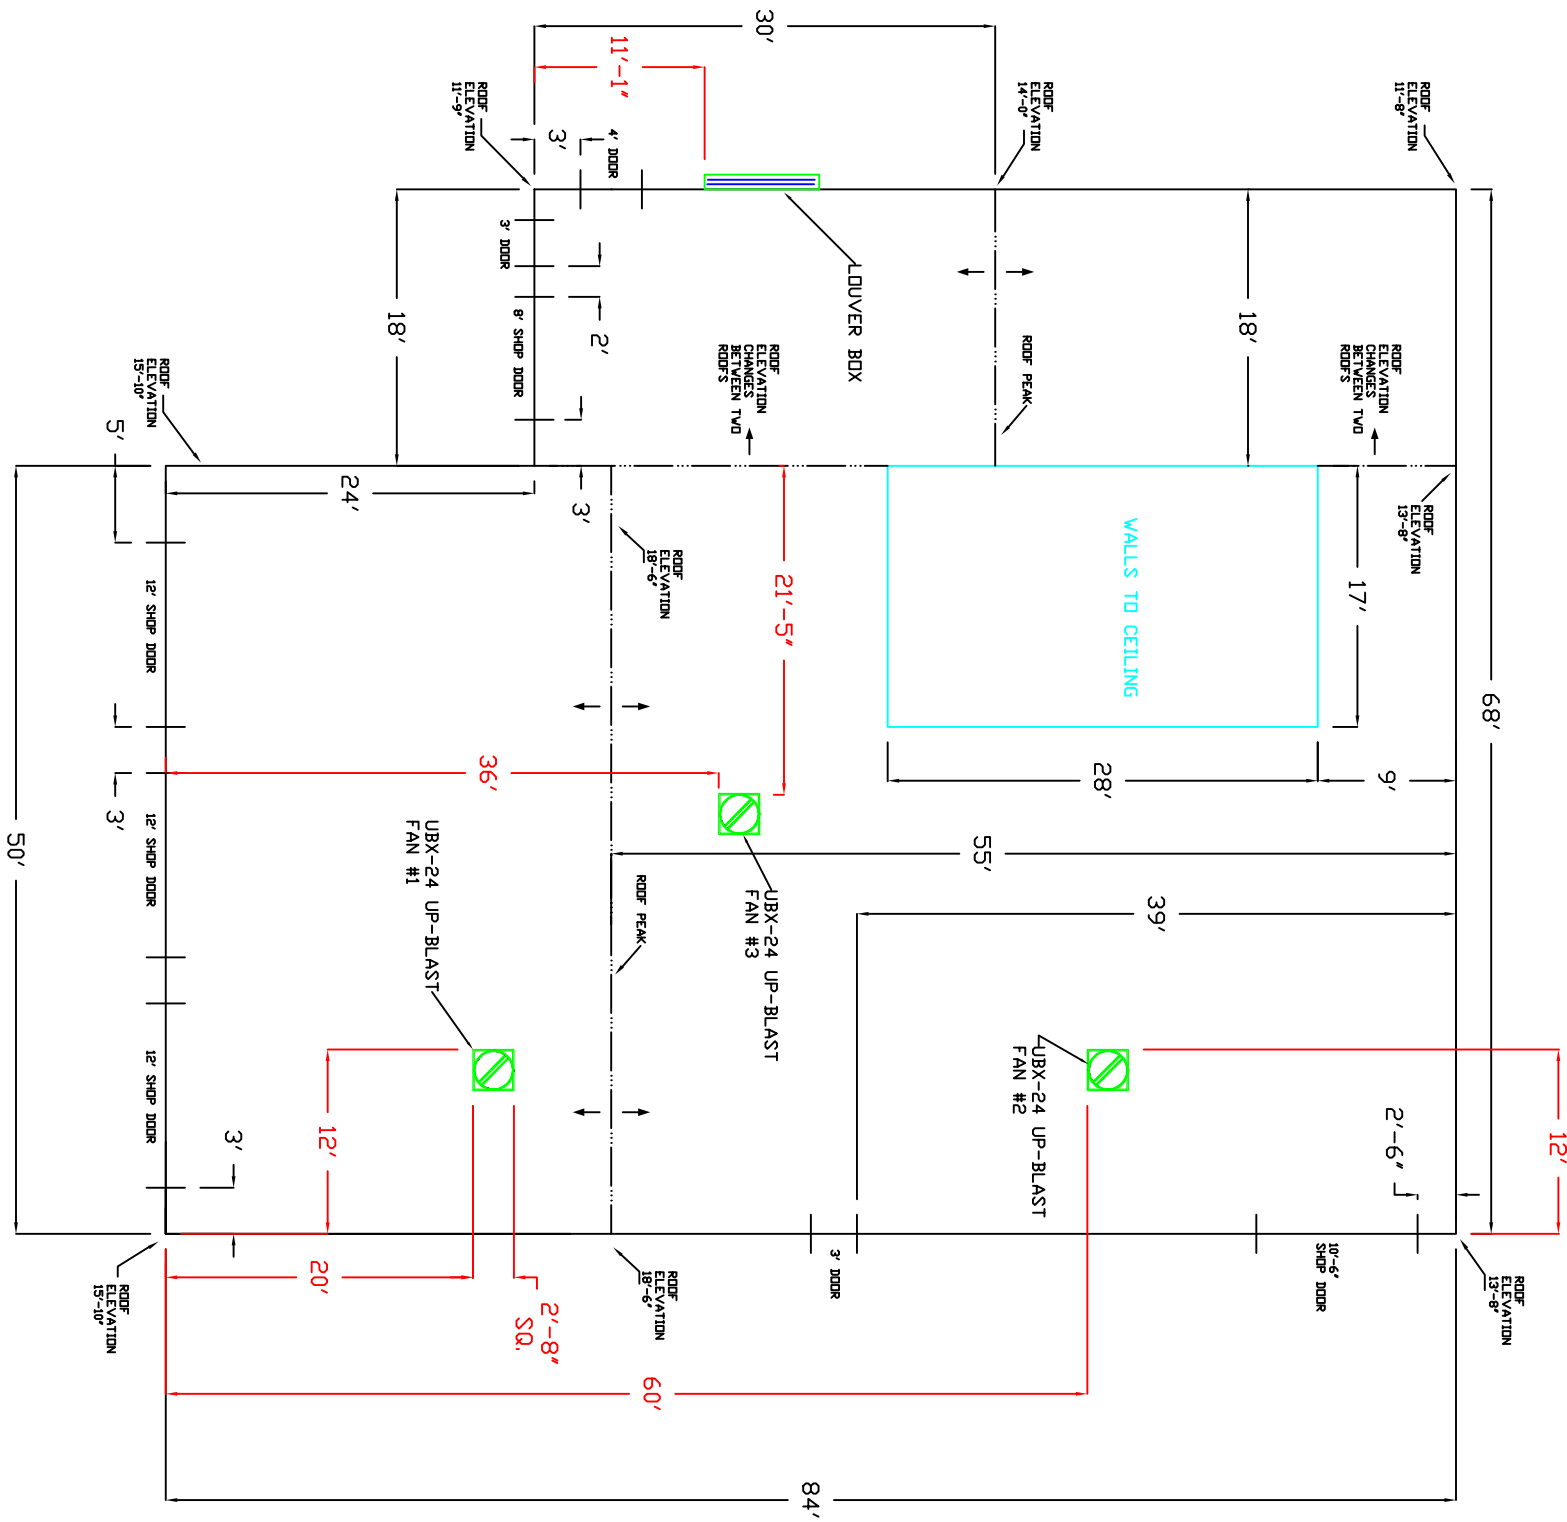 30'
11'-1"
ROOF
ELEVATION
11'-9"
3'
4' DOOR
ROOF
ELEVATION
14'-0"
ROOF
ELEVATION
11'-8"
18'
3' DOOR
2'
8' SHOP DOOR
LOUVER BOX
ROOF PEAK
18'
ROOF
ELEVATION
CHANGES
BETWEEN TWO
ROOFS
ROOF
ELEVATION
CHANGES
BETWEEN TWO
ROOFS
68'
ROOF
ELEVATION
15'-10"
5'
24'
3'
ROOF
ELEVATION
18'-6"
21'-5"
WALLS TO CEILING
17'
ROOF
ELEVATION
13'-8"
12' SHOP DOOR
3'
36'
28'
9'
50'
12' SHOP DOOR
UBX-24 UP-BLAST
FAN #1
ROOF PEAK
UBX-24 UP-BLAST
FAN #3
55'
39'
UBX-24 UP-BLAST
FAN #2
2'-6"
12'
12' SHOP DOOR
3'
12'
20'
2'-8"
SQ.
ROOF
ELEVATION
18'-6"
3' DOOR
10'-6"
SHOP DOOR
ROOF
ELEVATION
13'-8"
ROOF
ELEVATION
15'-10"
60'
84'